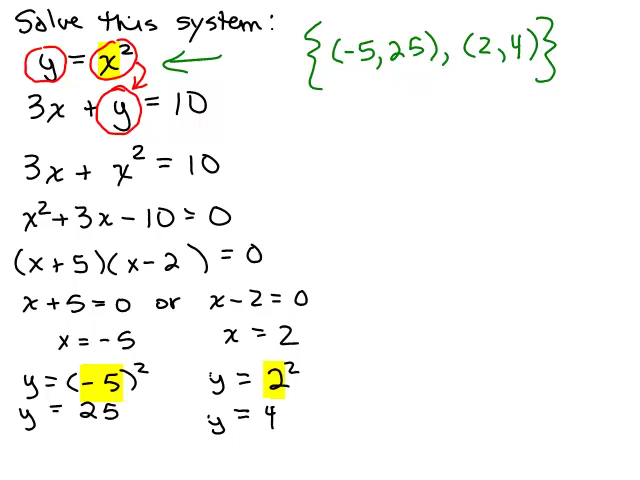 Solve this system:
y = x²
{(-5,25), (2,4)}
3x + y = 10
3x + x² = 10
x² + 3x - 10 = 0
(x + 5)(x - 2) = 0
x + 5 = 0 or x - 2 = 0
x = -5 x = 2
y = (-5)² y = 2²
y = 25 y = 4